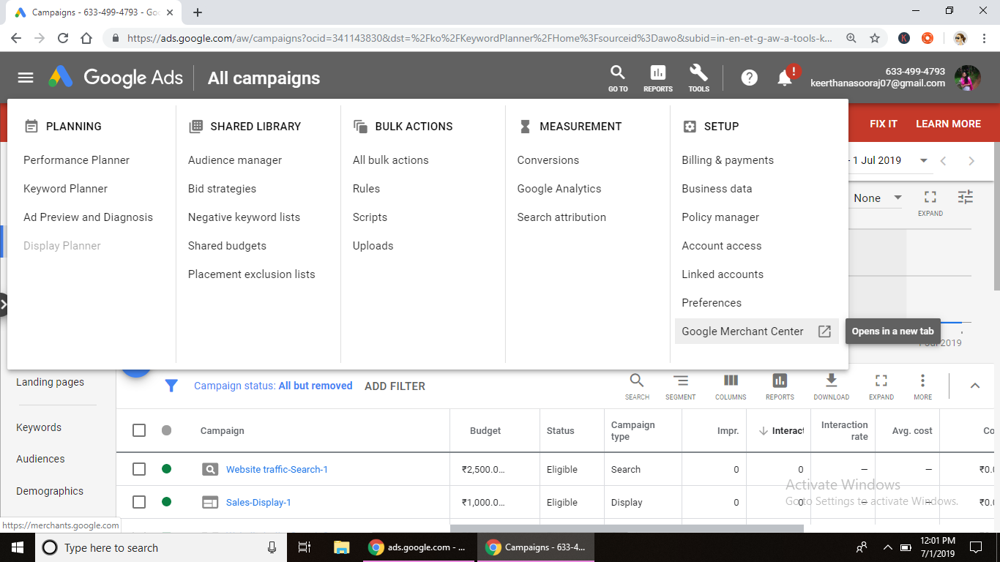 Campaigns - 633-499-4793 - Goo
https://ads.google.com/aw/campaigns?ocid=341143830&dst=%2Fko%2FKeywordPlanner%2FHome%3Fsourceid%3Dawo&subid=in-en-et-g-aw-a-tools-k...
Google Ads
All campaigns
GO TO
REPORTS
TOOLS
633-499-4793
keerthanasooraj07@gmail.com
FIX IT
LEARN MORE
PLANNING
Performance Planner
Keyword Planner
Ad Preview and Diagnosis
Display Planner
SHARED LIBRARY
Audience manager
Bid strategies
Negative keyword lists
Shared budgets
Placement exclusion lists
BULK ACTIONS
All bulk actions
Rules
Scripts
Uploads
MEASUREMENT
Conversions
Google Analytics
Search attribution
SETUP
Billing & payments
Business data
Policy manager
Account access
Linked accounts
Preferences
Google Merchant Center
Opens in a new tab
- 1 Jul 2019
None
EXPAND
1 Jul 2019
Landing pages
Keywords
Audiences
Demographics
Campaign status: All but removed
ADD FILTER
SEARCH
SEGMENT
COLUMNS
REPORTS
DOWNLOAD
EXPAND
MORE
Campaign
Budget
Status
Campaign type
Impr.
Interact
Interaction rate
Avg. cost
Co
Website traffic-Search-1
₹2,500.0...
Eligible
Search
0
0
–
–
₹0.0
Sales-Display-1
₹1,000.0...
Eligible
Display
0
0
–
–
₹0.0
Activate Windows
Go to Settings to activate Windows.
https://merchants.google.com
Type here to search
ads.google.com - ...
Campaigns - 633-4...
12:01 PM
7/1/2019